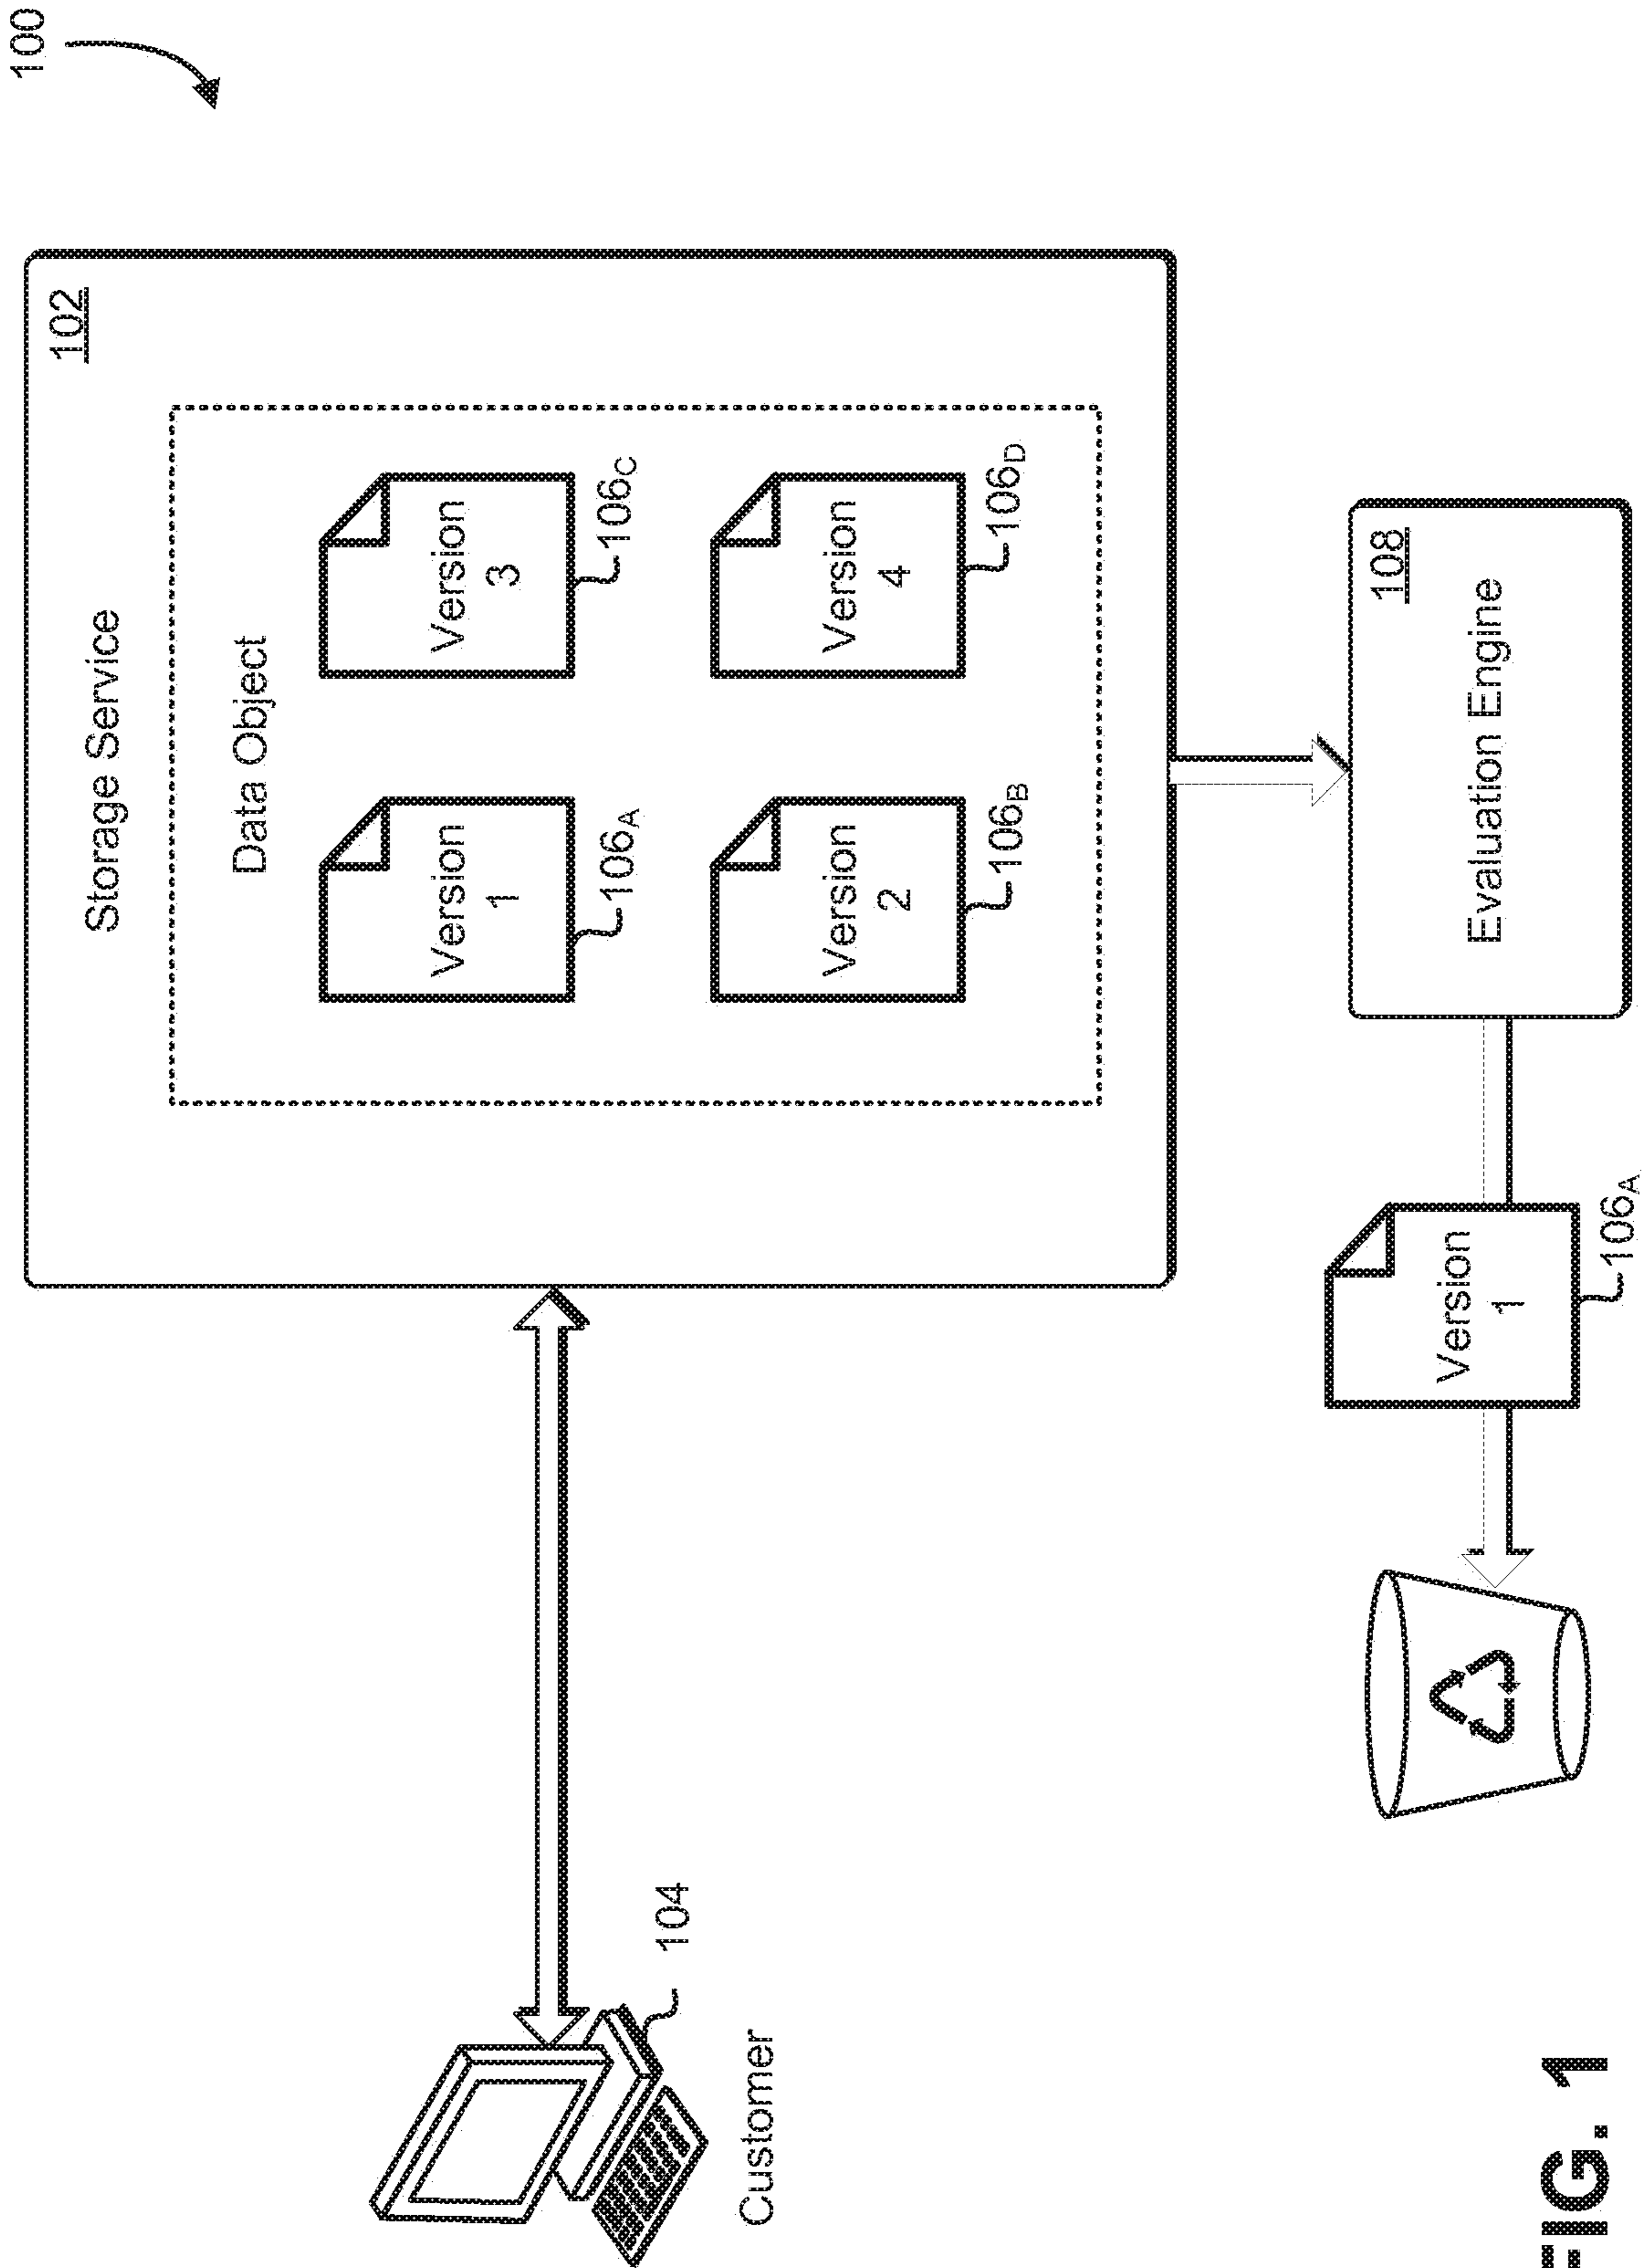 100
102
Storage Service
Data Object
Version
1
106A
Version
3
106C
Version
2
106B
Version
4
106D
104
Customer
Version
1
106A
108
Evaluation Engine
FIG. 1